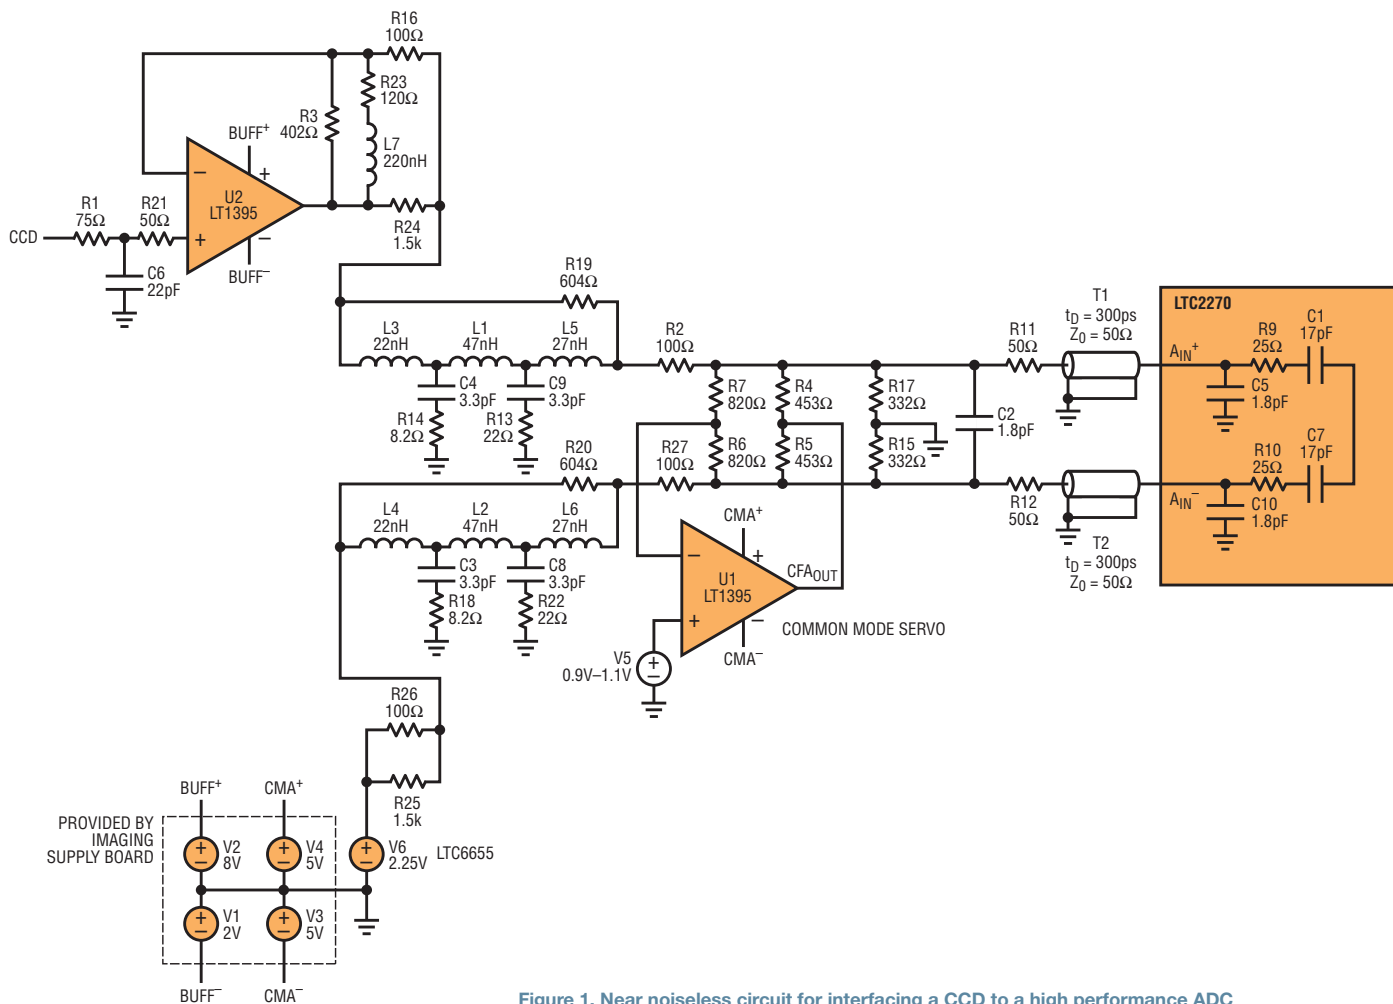 R16
100Ω
R23
120Ω
R3
402Ω
L7
220nH
BUFF+
−
+
U2
LT1395
+
−
BUFF−
R1
75Ω
R21
50Ω
CCD
C6
22pF
R24
1.5k
R19
604Ω
L3
22nH
L1
47nH
L5
27nH
R2
100Ω
C4
3.3pF
C9
3.3pF
R14
8.2Ω
R13
22Ω
R7
820Ω
R4
453Ω
R17
332Ω
R6
820Ω
R5
453Ω
R15
332Ω
C2
1.8pF
R11
50Ω
T1
tD = 300ps
Z0 = 50Ω
LTC2270
AIN+
R9
25Ω
C1
17pF
C5
1.8pF
R20
604Ω
R27
100Ω
R12
50Ω
T2
tD = 300ps
Z0 = 50Ω
AIN−
R10
25Ω
C7
17pF
C10
1.8pF
L4
22nH
L2
47nH
L6
27nH
C3
3.3pF
C8
3.3pF
R18
8.2Ω
R22
22Ω
CMA+
−
+
U1
LT1395
CFAOUT
+
−
CMA−
COMMON MODE SERVO
V5
0.9V–1.1V
+
−
R26
100Ω
R25
1.5k
BUFF+
CMA+
PROVIDED BY
IMAGING
SUPPLY BOARD
+
−
V2
8V
+
−
V4
5V
+
−
V6
2.25V
LTC6655
+
−
V1
2V
+
−
V3
5V
BUFF−
CMA−
Figure 1. Near noiseless circuit for interfacing a CCD to a high performance ADC